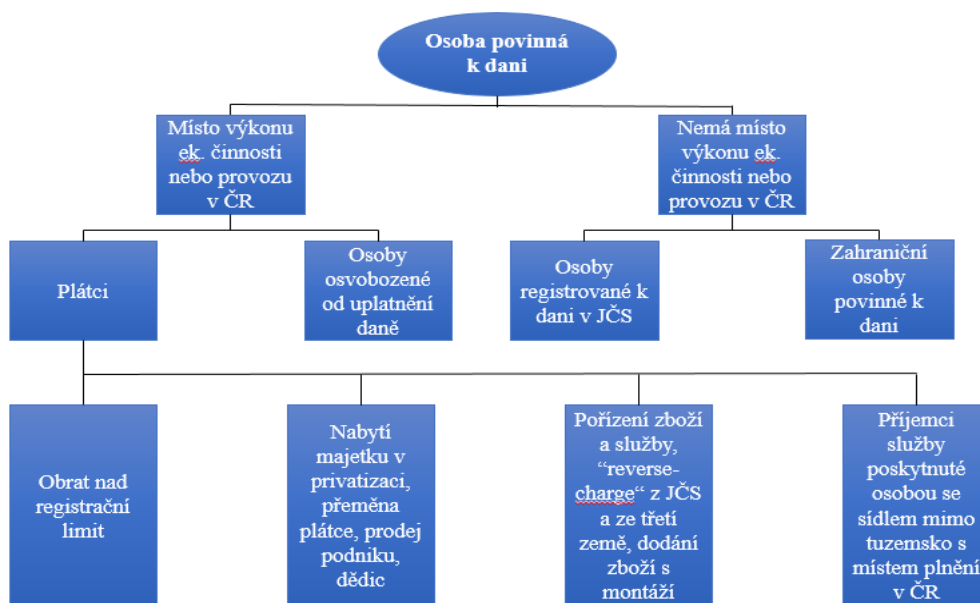 Osoba povinná
k dani
Místo výkonu
ek. činnosti
nebo provozu
v ČR
Nemá místo
výkonu ek.
činnosti nebo
provozu v ČR
Plátci
Osoby
osvobozené
od uplatnění
daně
Osoby
registrované k
dani v JČS
Zahraniční
osoby
povinné k
dani
Obrat nad
registrační
limit
Nabytí
majetku v
privatizaci,
přeměna
plátce, prodej
podniku,
dědic
Pořízení zboží
a služby,
“reverse-
charge“ z JČS
a ze třetí
země, dodání
zboží s
montáží
Příjemci
služby
poskytnuté
osobou se
sídlem mimo
tuzemsko s
místem plnění
v ČR